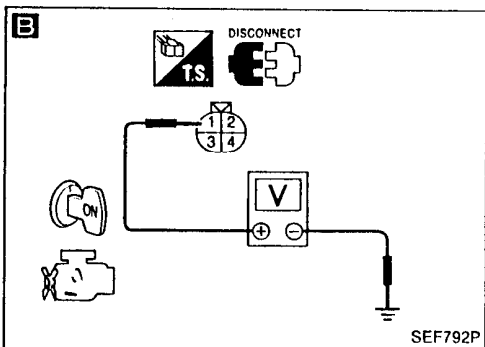 B
DISCONNECT
T.S.
1 2
3 4
V
ON
⊕ ⊖
SEF792P